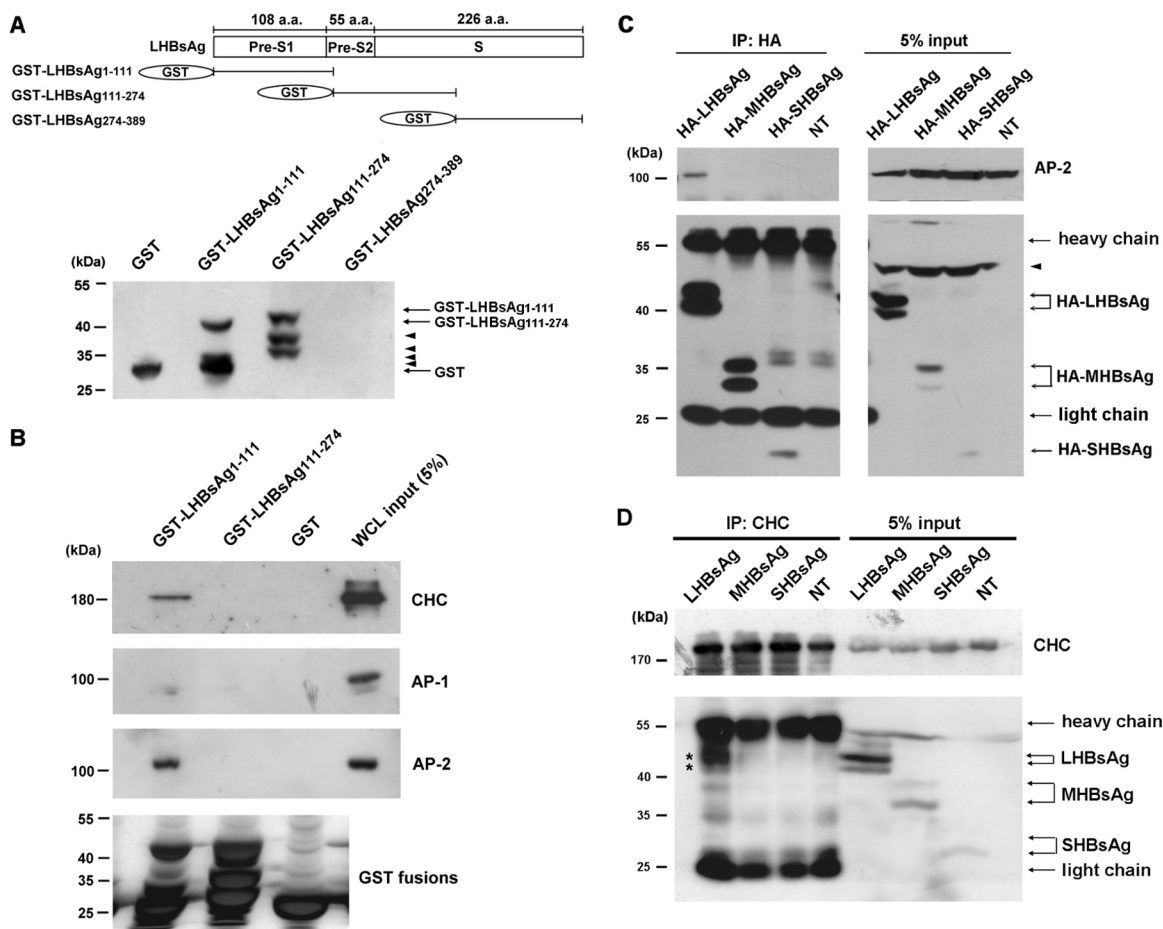 A
108 a.a. 55 a.a. 226 a.a.
LHBsAg Pre-S1 Pre-S2 S
GST-LHBsAg1-111 GST
GST-LHBsAg111-274 GST
GST-LHBsAg274-389 GST
(kDa) GST GST-LHBsAg1-111 GST-LHBsAg111-274 GST-LHBsAg274-389
55
40
35
25
GST-LHBsAg1-111
GST-LHBsAg111-274
GST
B
(kDa) GST-LHBsAg1-111 GST-LHBsAg111-274 GST WCL input (5%)
180 CHC
100 AP-1
100 AP-2
55
40
35
25
GST fusions
C
IP: HA 5% input
HA-LHBsAg HA-MHBsAg HA-SHBsAg NT HA-LHBsAg HA-MHBsAg HA-SHBsAg NT
(kDa)
100 AP-2
55 heavy chain
40 HA-LHBsAg
35 HA-MHBsAg
25 light chain
HA-SHBsAg
D
IP: CHC 5% input
LHBsAg MHBsAg SHBsAg NT LHBsAg MHBsAg SHBsAg NT
(kDa)
170 CHC
55 heavy chain
* LHBsAg
*
40 MHBsAg
35
SHBsAg
25 light chain